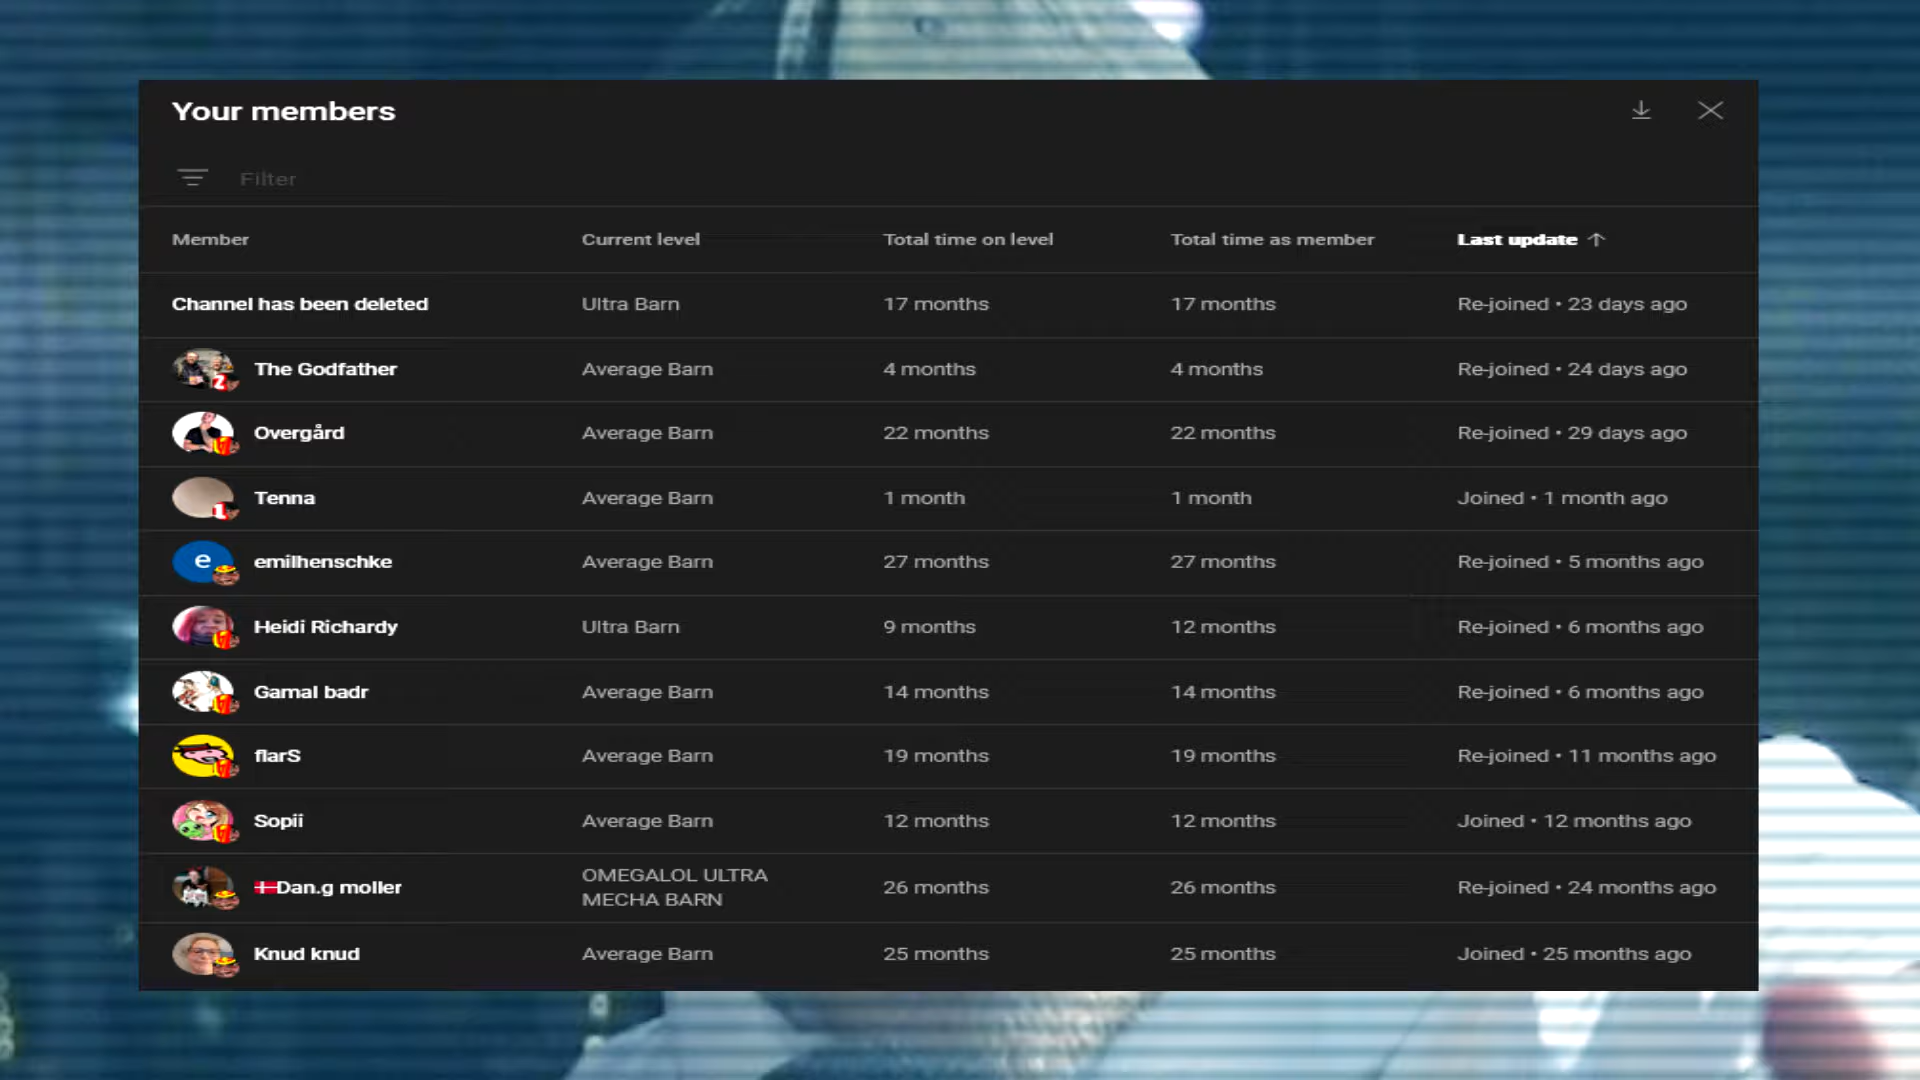 Your members
Filter
Member Current level Total time on level Total time as member Last update
Channel has been deleted Ultra Barn 17 months 17 months Re-joined • 23 days ago
The Godfather Average Barn 4 months 4 months Re-joined • 24 days ago
Overgård Average Barn 22 months 22 months Re-joined • 29 days ago
Tenna Average Barn 1 month 1 month Joined • 1 month ago
e emilhenschke Average Barn 27 months 27 months Re-joined • 5 months ago
Heidi Richardy Ultra Barn 9 months 12 months Re-joined • 6 months ago
Gamal badr Average Barn 14 months 14 months Re-joined • 6 months ago
flarS Average Barn 19 months 19 months Re-joined • 11 months ago
Sopii Average Barn 12 months 12 months Joined • 12 months ago
🇩🇰Dan.g moller OMEGALOL ULTRA MECHA BARN 26 months 26 months Re-joined • 24 months ago
Knud knud Average Barn 25 months 25 months Joined • 25 months ago